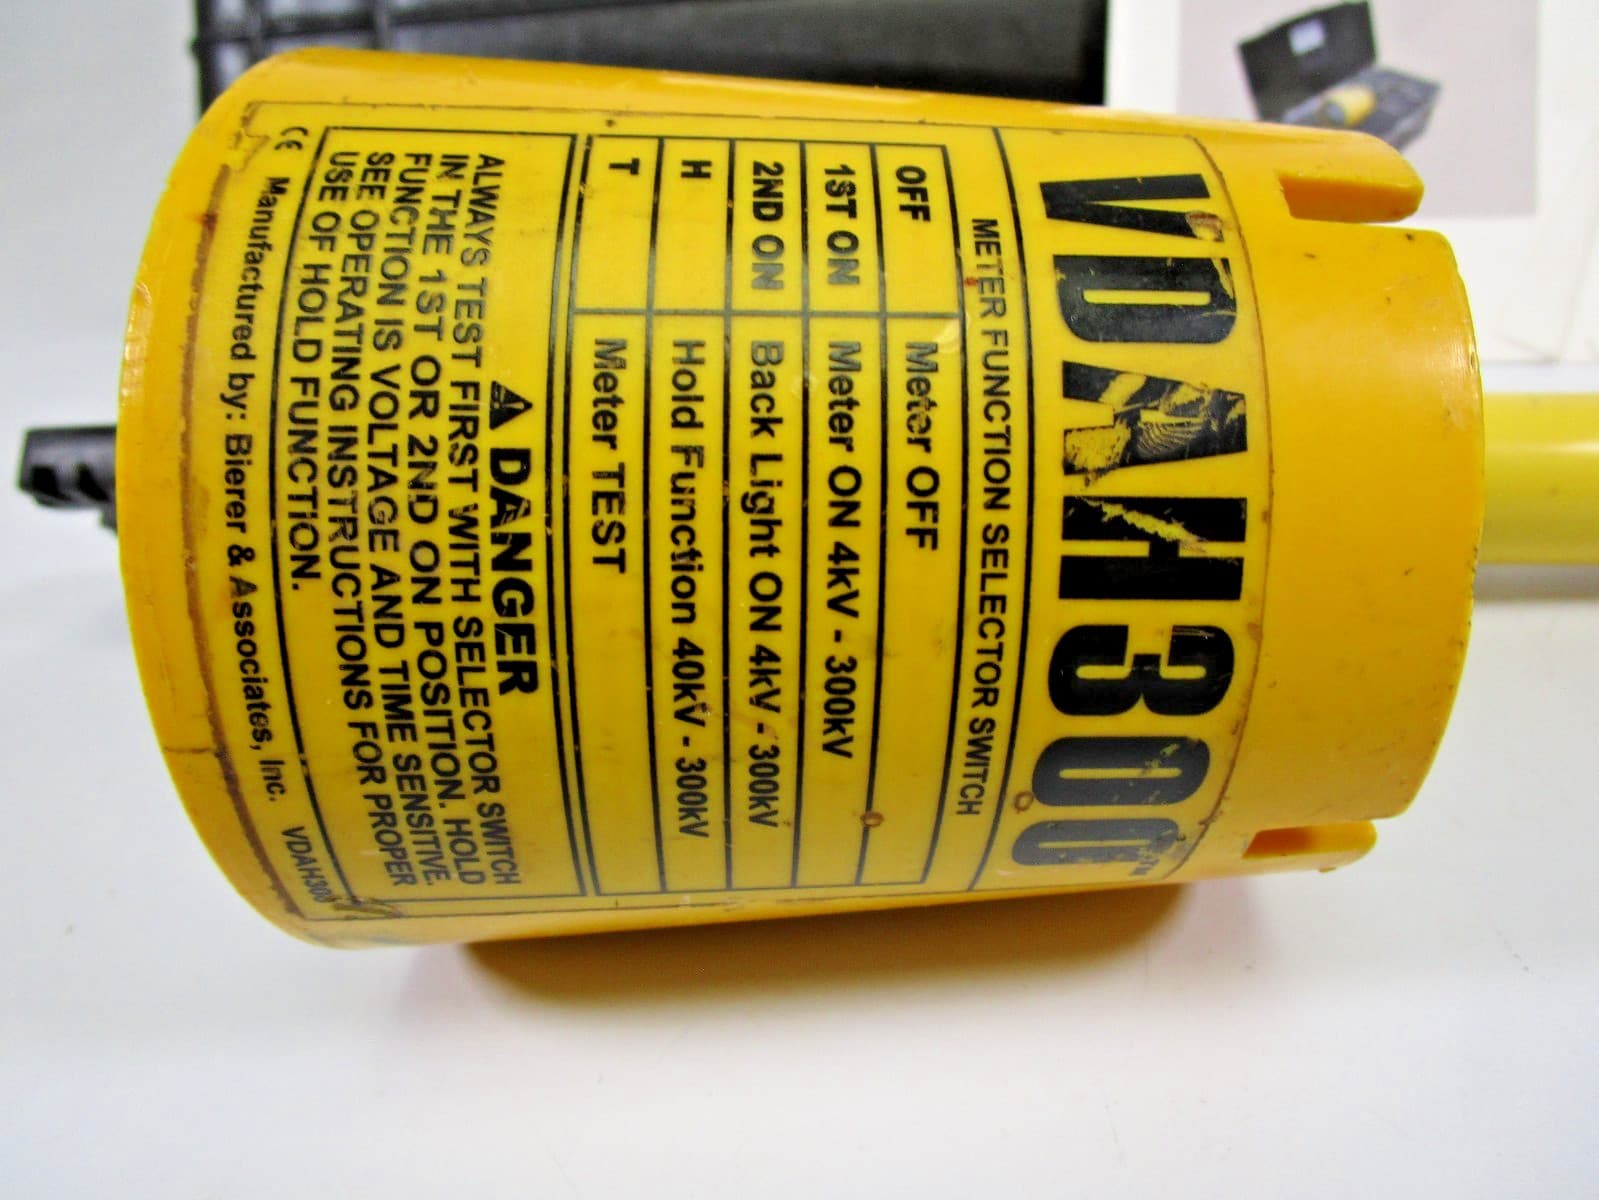 VDAH300™
METER FUNCTION SELECTOR SWITCH
OFF Meter OFF
1ST ON Meter ON 4kV - 300kV
2ND ON Back Light ON 4kV - 300kV
H Hold Function 40kV - 300kV
T Meter TEST
⚠ DANGER
ALWAYS TEST FIRST WITH SELECTOR SWITCH
IN THE 1ST OR 2ND ON POSITION. HOLD
FUNCTION IS VOLTAGE AND TIME SENSITIVE.
SEE OPERATING INSTRUCTIONS FOR PROPER
USE OF HOLD FUNCTION.
CE Manufactured by: Bierer & Associates, Inc. VDAH300